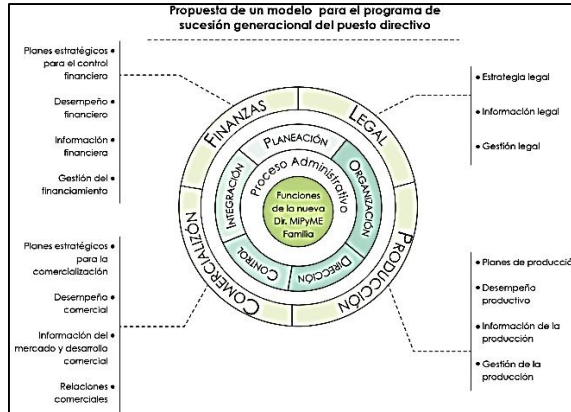 Propuesta de un modelo para el programa de
sucesión generacional del puesto directivo
Planes estratégicos •
para el control
financiero
Desempeño •
financiero
Información •
financiera
Gestión del •
financiamiento
• Estrategia legal
• Información legal
• Gestión legal
FINANZAS
LEGAL
PLANEACIÓN
ORGANIZACIÓN
INTEGRACIÓN
Proceso Administrativo
Funciones
de la nueva
Dir. MiPyME
Familia
CONTROL
DIRECCIÓN
COMERCIALIZÓN
PRODUCCIÓN
Planes estratégicos •
para la
comercialización
Desempeño •
comercial
Información del •
mercado y desarrollo
comercial
Relaciones •
comerciales
• Planes de producció
• Desempeño
productivo
• Información de la
producción
• Gestión de la
producción